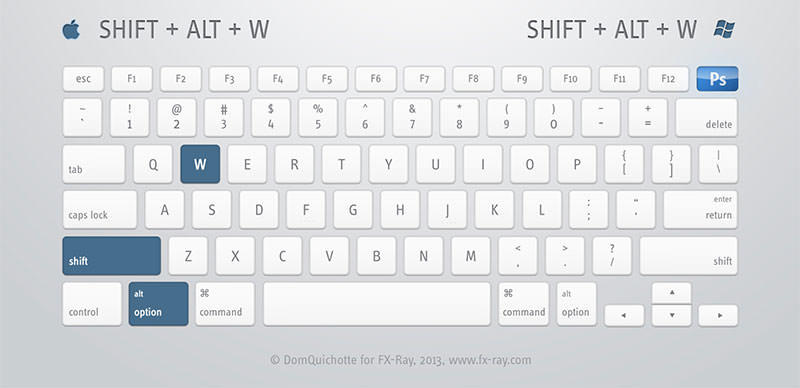 SHIFT + ALT + W SHIFT + ALT + W
esc F1 F2 F3 F4 F5 F6 F7 F8 F9 F10 F11 F12 Ps
~ ! @ # $ % ^ & * ( ) - +
` 1 2 3 4 5 6 7 8 9 0 - = delete
tab Q W E R T Y U I O P { [ } ] | \
caps lock A S D F G H J K L : ; " , enter return
shift Z X C V B N M < , > . ? / shift
control alt option ⌘ command ⌘ command alt option ◄ ▲ ▼ ►
© DomQuichotte for FX-Ray, 2013, www.fx-ray.com